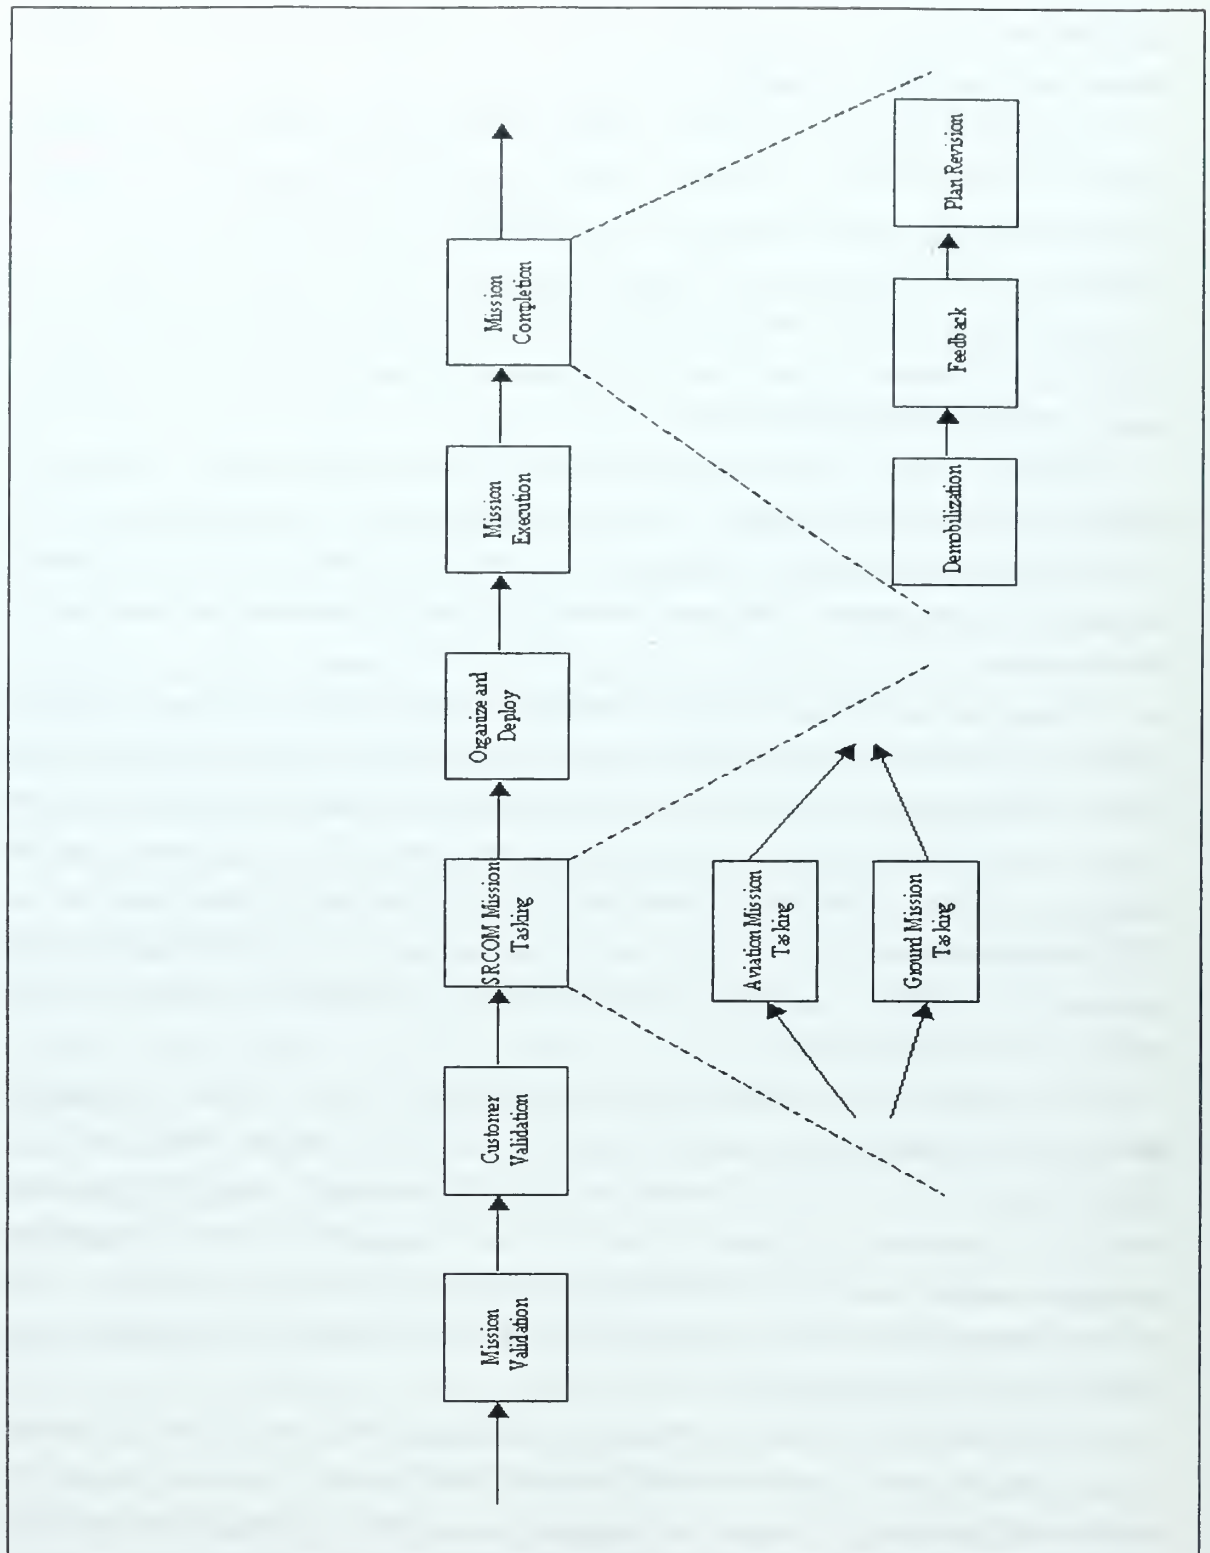 Mission
Validation
Customer
Validation
SRCOM Mission
Tasking
Organize and
Deploy
Mission
Execution
Mission
Completion
Aviation Mission
Tasking
Ground Mission
Tasking
Demobilization
Feedback
Plan Revision